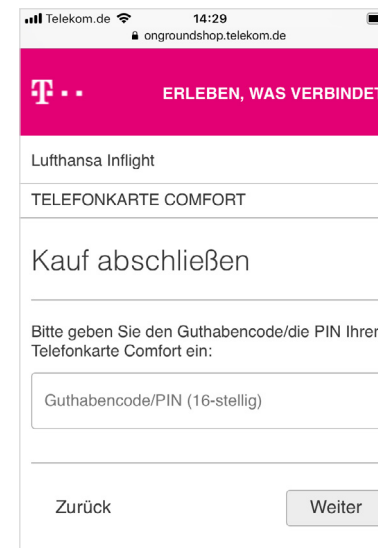 Telekom.de 14:29
ongroundshop.telekom.de
T ERLEBEN, WAS VERBINDET
Lufthansa Inflight
TELEFONKARTE COMFORT
Kauf abschließen
Bitte geben Sie den Guthabencode/die PIN Ihrer
Telefonkarte Comfort ein:
Guthabencode/PIN (16-stellig)
Zurück Weiter